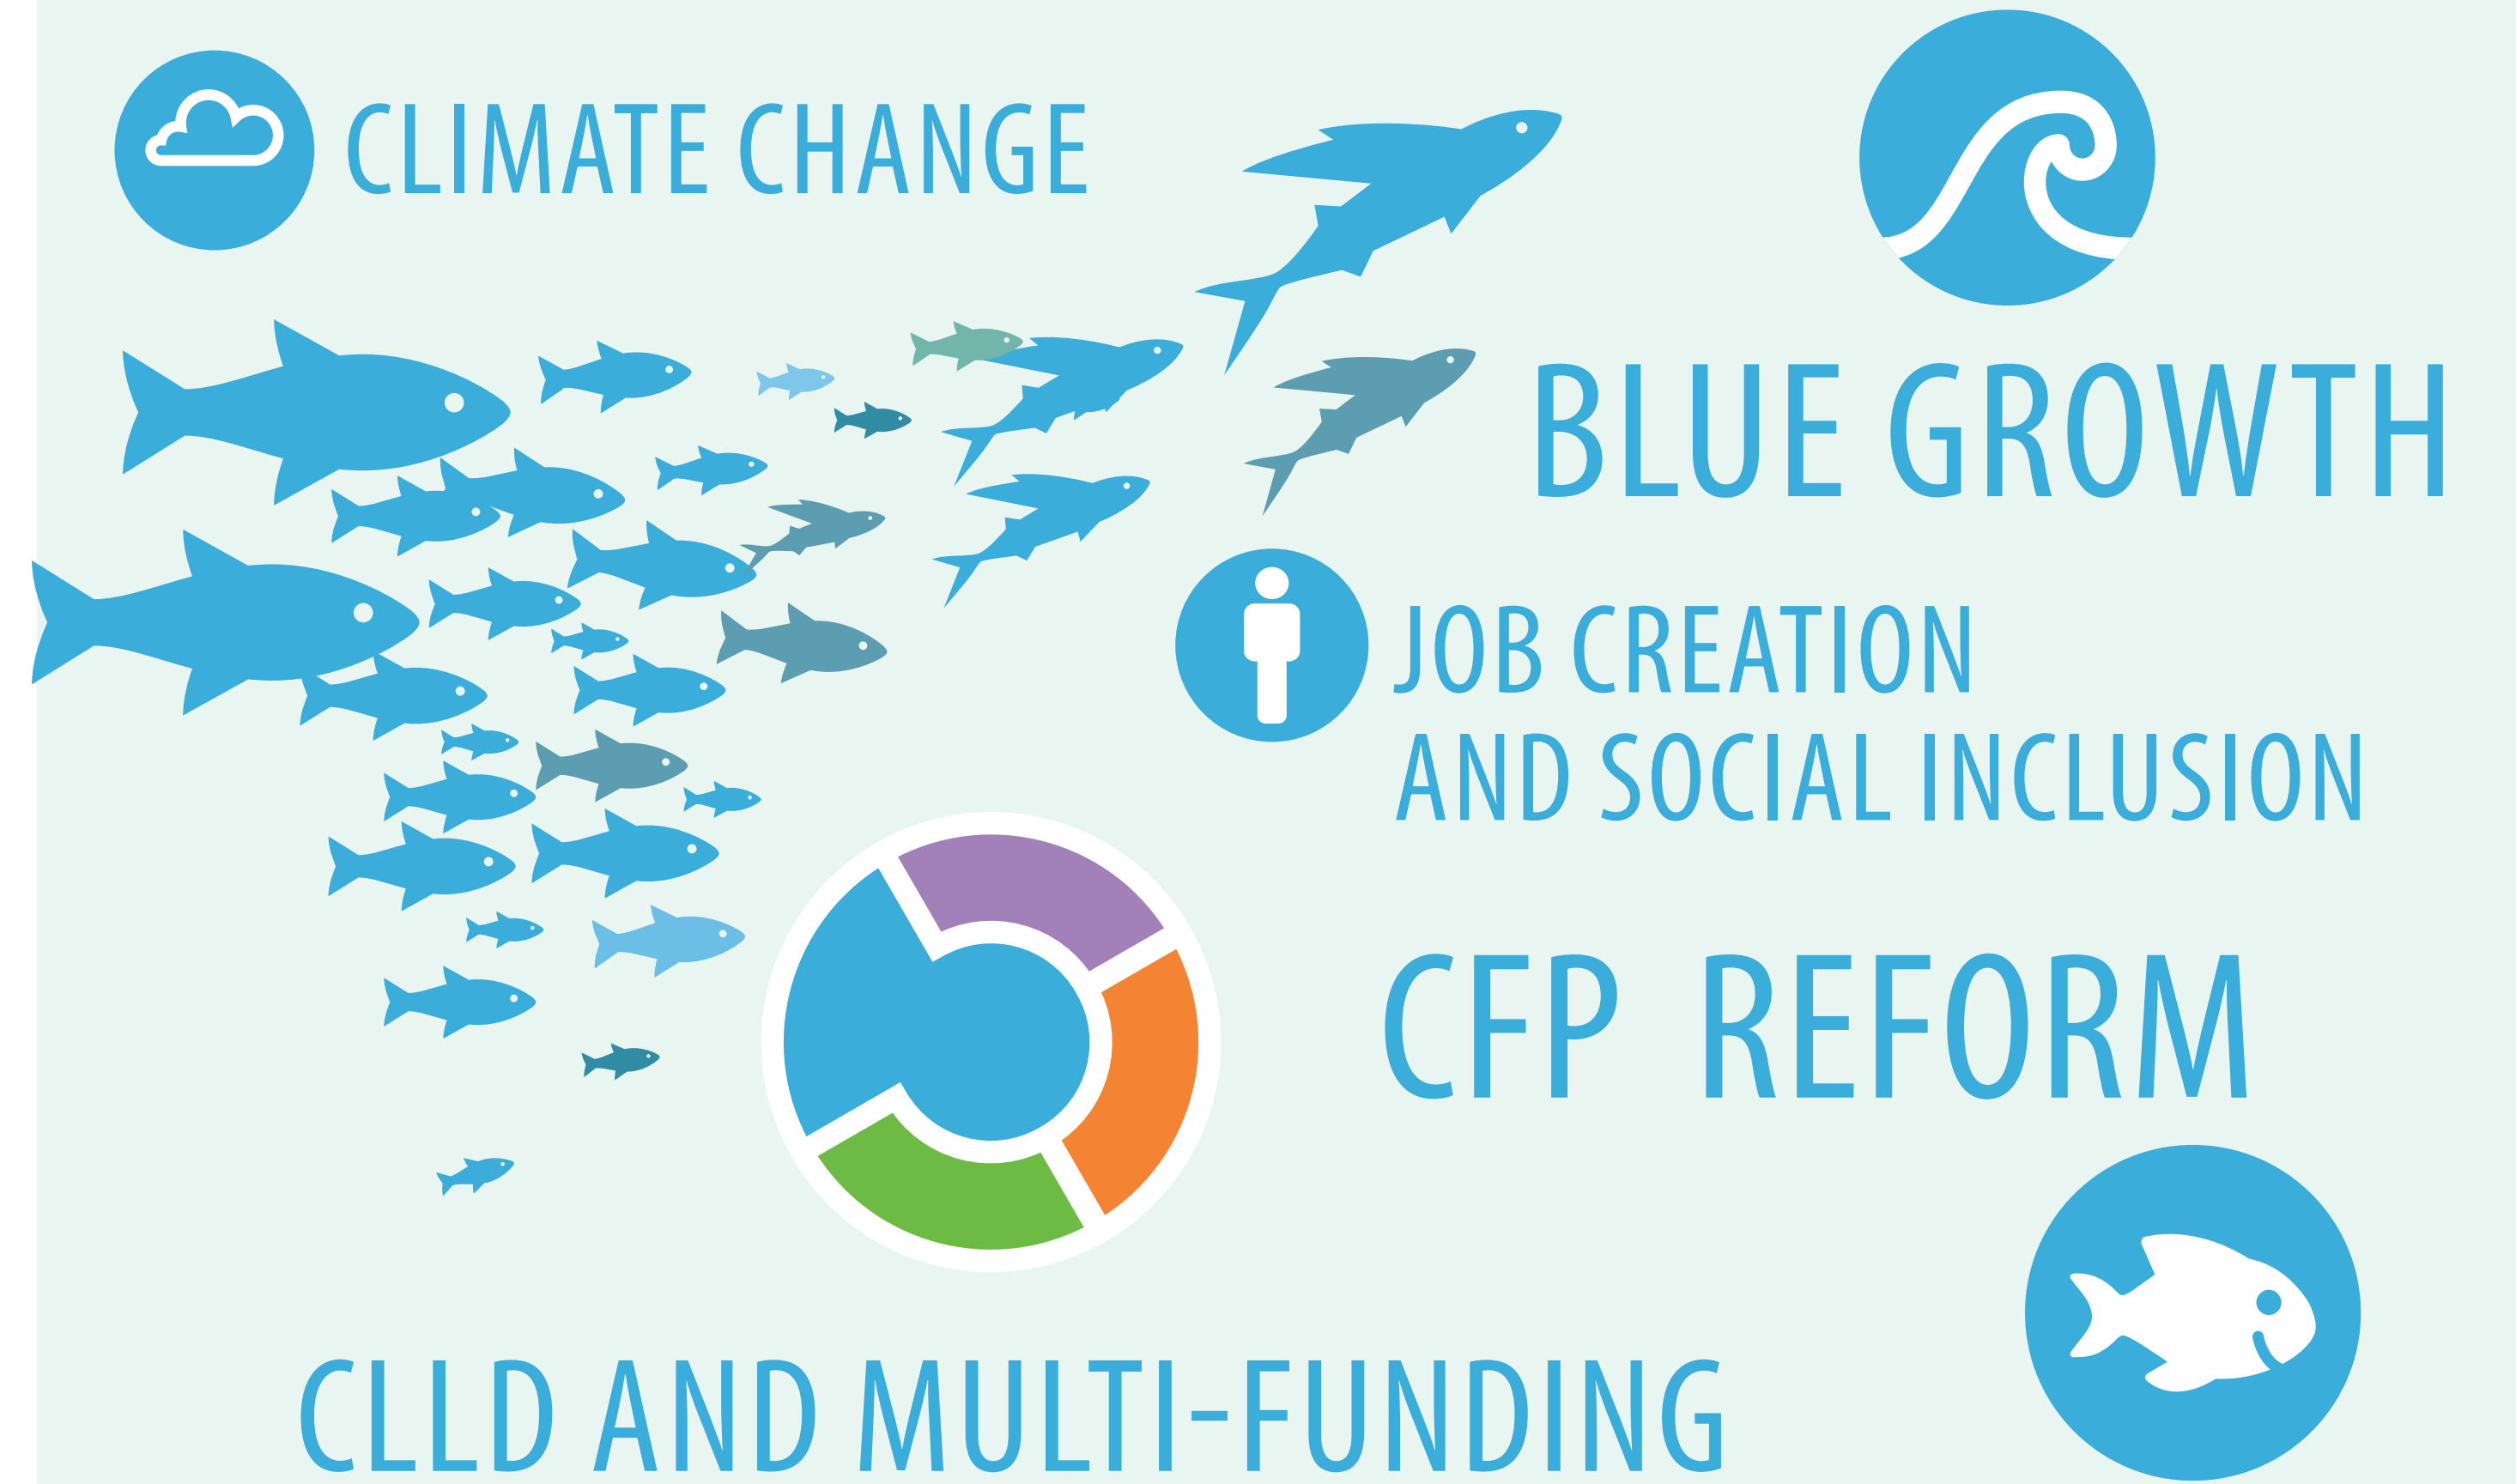 CLIMATE CHANGE
BLUE GROWTH
JOB CREATION
AND SOCIAL INCLUSION
CFP REFORM
CLLD AND MULTI-FUNDING